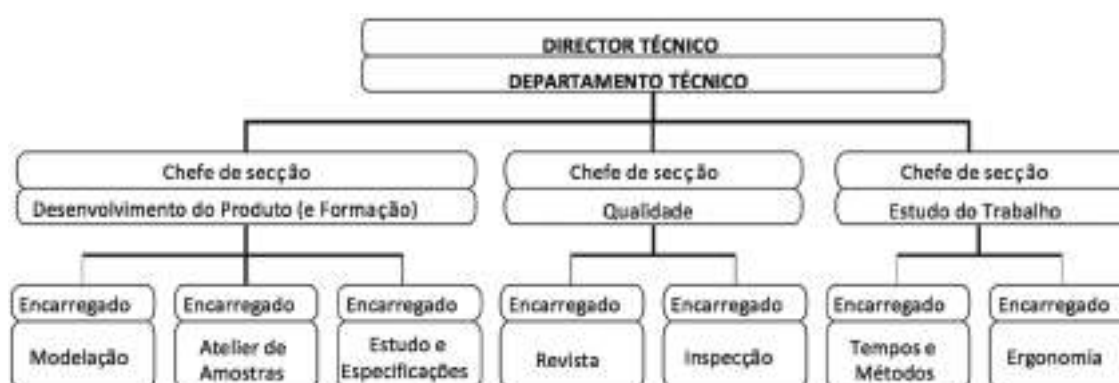 DIRECTOR TÉCNICO
DEPARTAMENTO TÉCNICO
Chefe de secção
Desenvolvimento do Produto (e Formação)
Chefe de secção
Qualidade
Chefe de secção
Estudo do Trabalho
Encarregado
Modelação
Encarregado
Atelier de
Amostras
Encarregado
Estudo e
Especificações
Encarregado
Revista
Encarregado
Inspecção
Encarregado
Tempos e
Métodos
Encarregado
Ergonomia